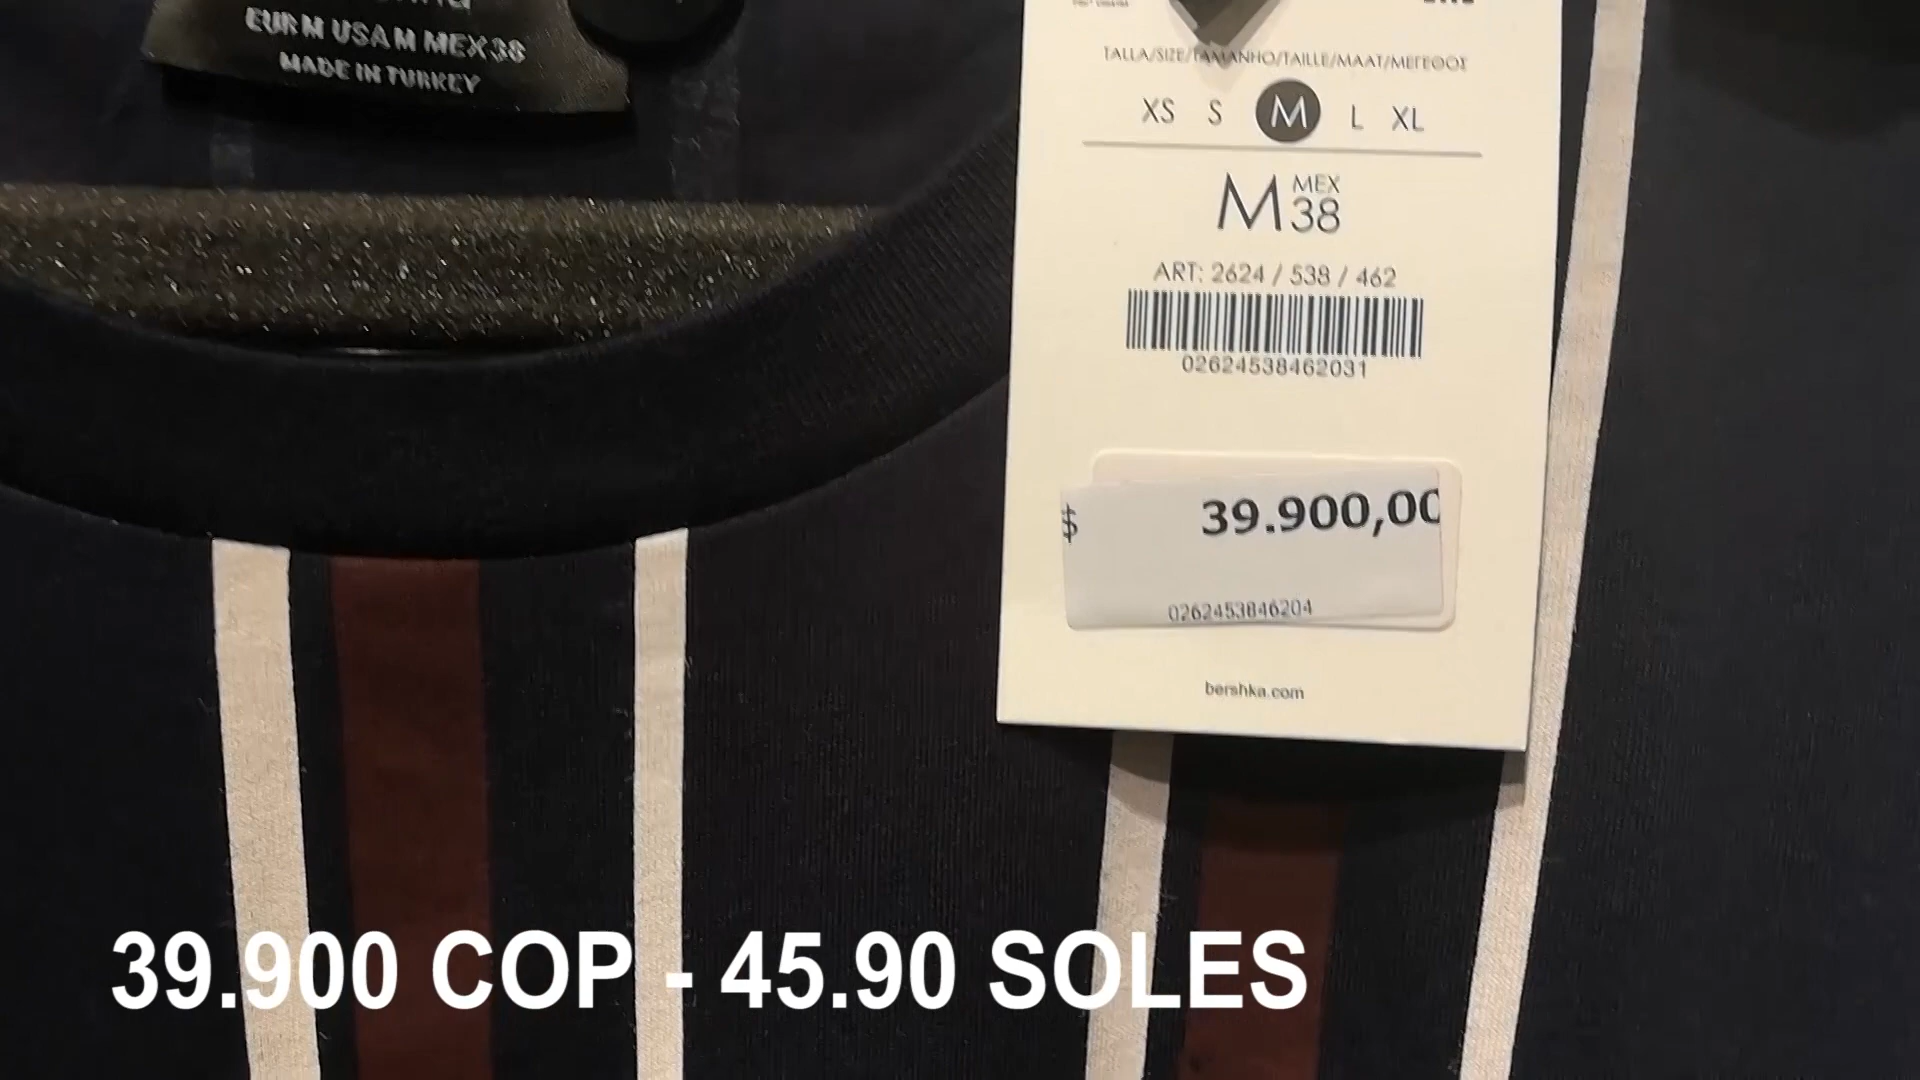 EUR M USA M MEX 38
MADE IN TURKEY
TALLA/SIZE/TAMANHO/TAILLE/MAAT/ΜΕΓΕΘΟΣ
XS S M L XL
M MEX 38
ART: 2624 / 538 / 462
02624538462031
$ 39.900,00
0262453846204
bershka.com
39.900 COP - 45.90 SOLES